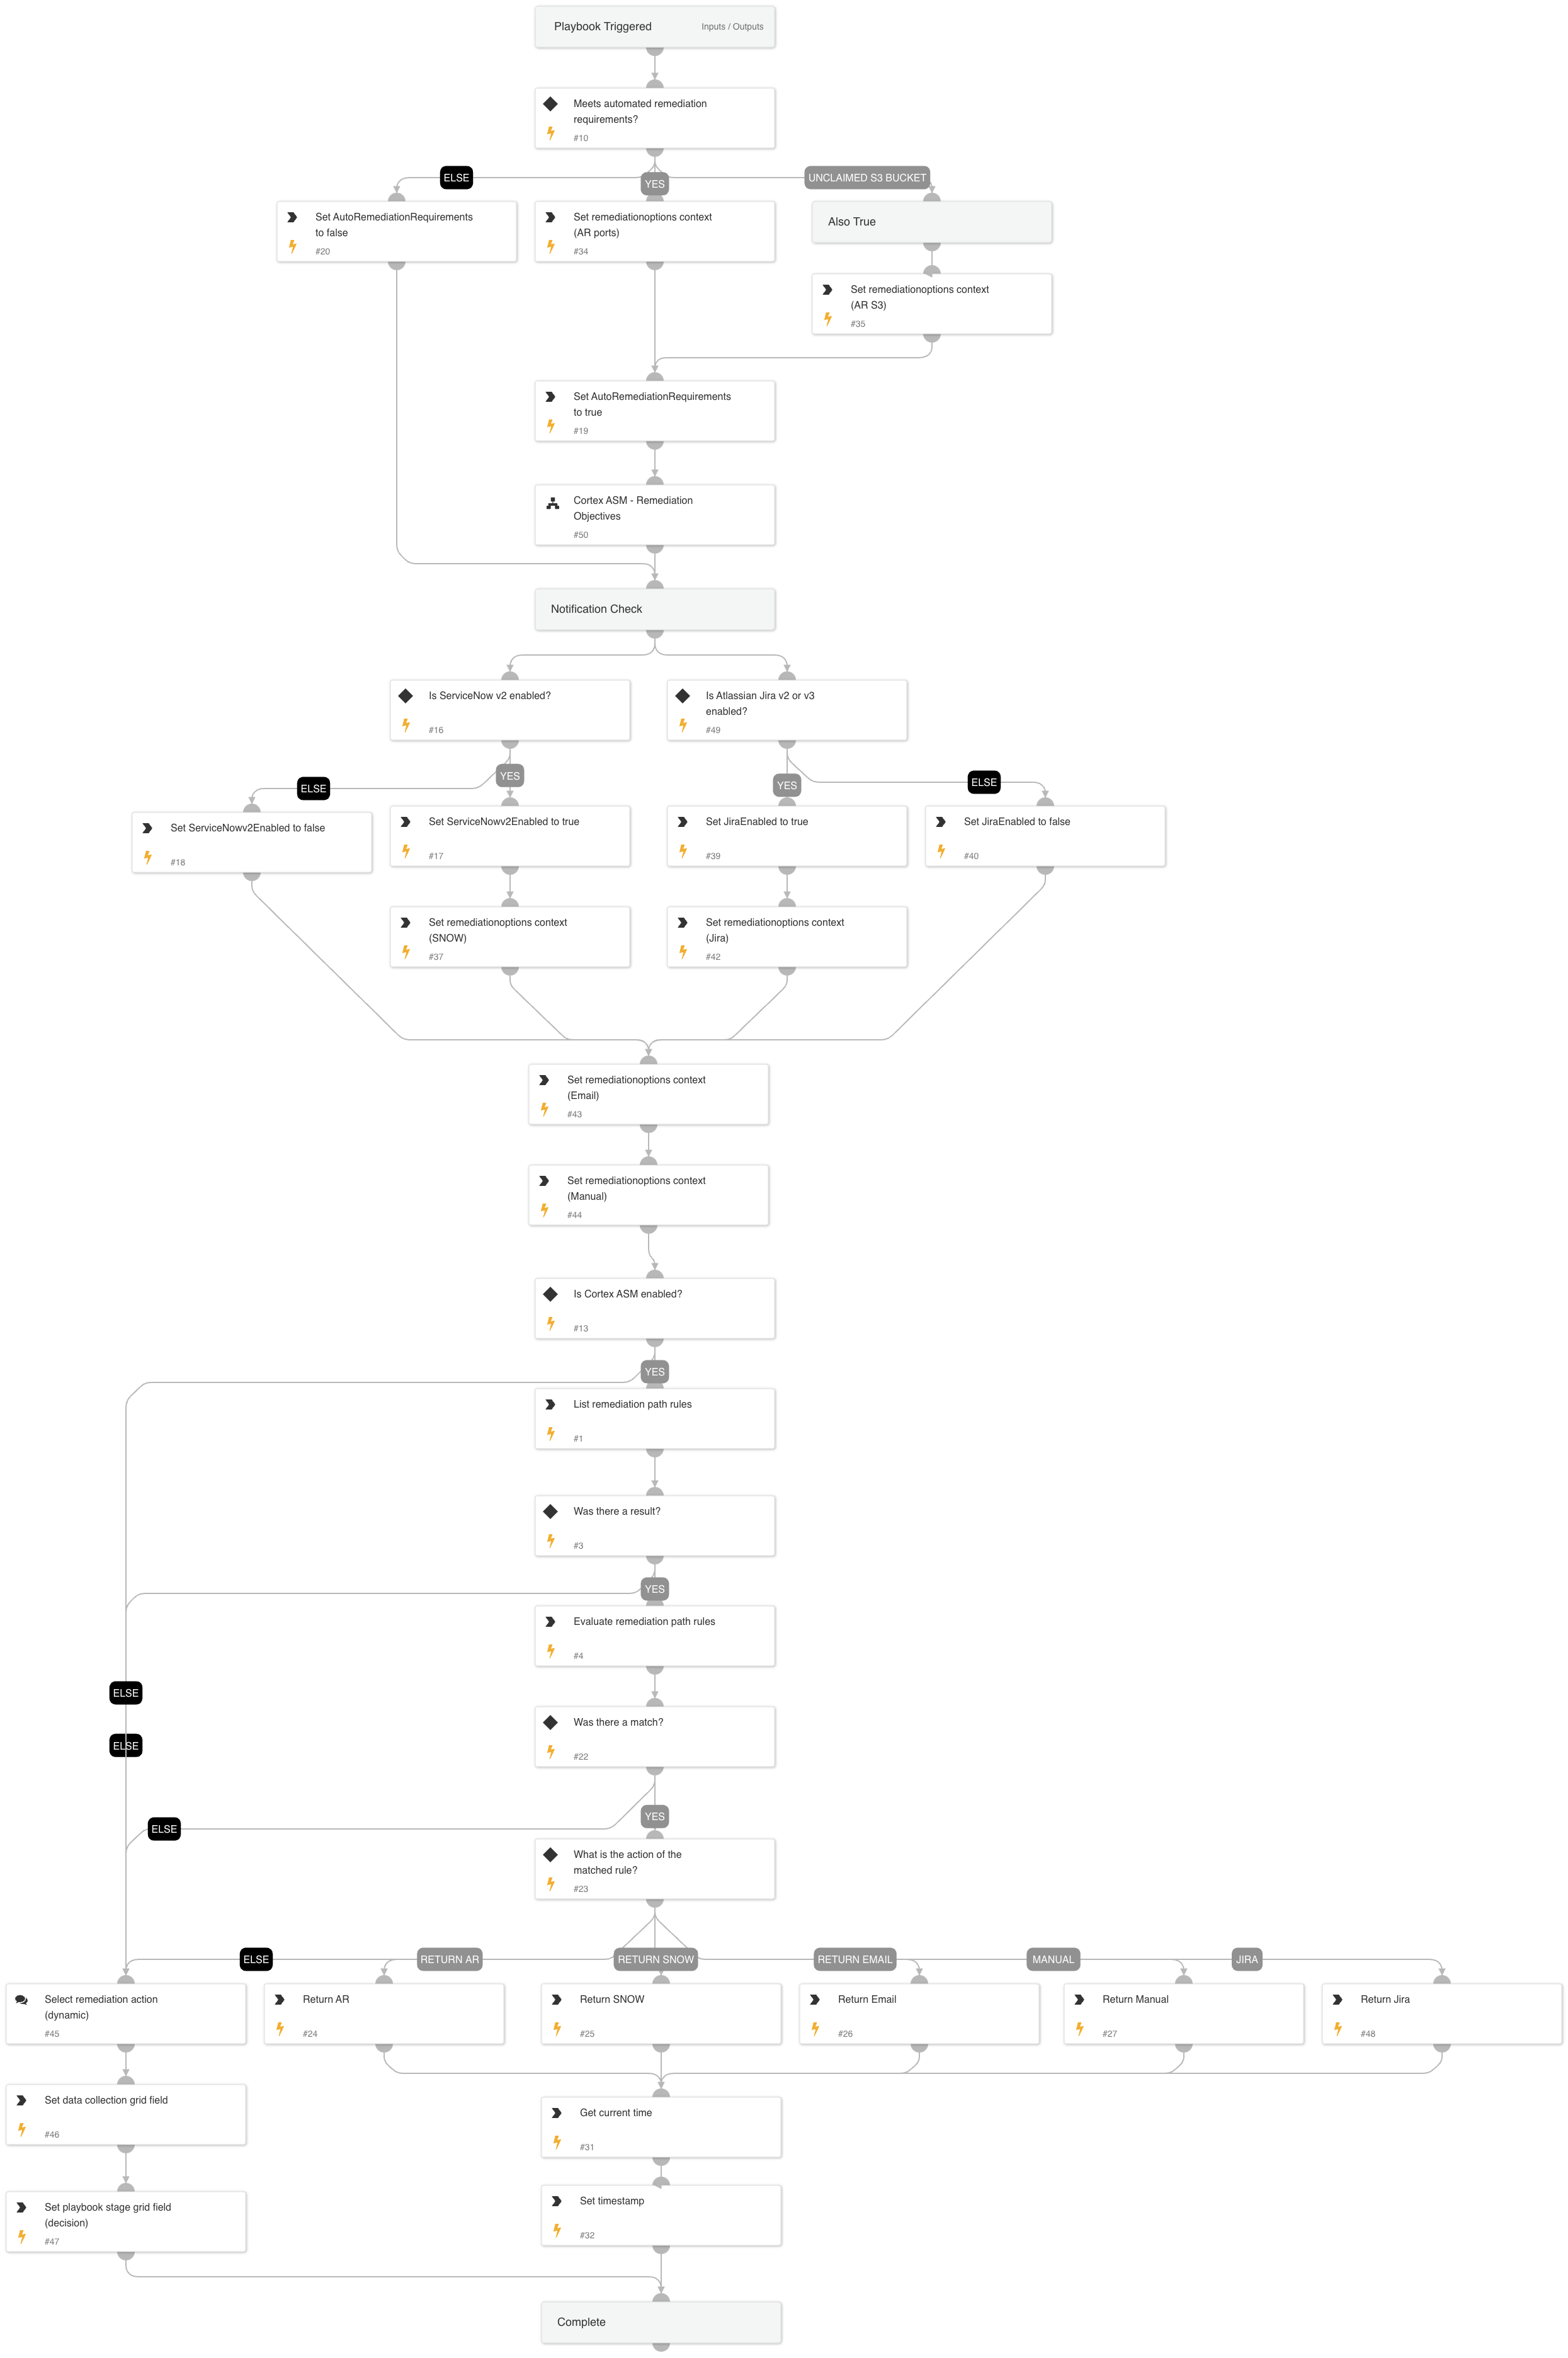 Playbook Triggered
Inputs / Outputs
Meets automated remediation
requirements?
#10
ELSE
YES
UNCLAIMED S3 BUCKET
Set AutoRemediationRequirements
to false
#20
Set remediationoptions context
(AR ports)
#34
Also True
Set remediationoptions context
(AR S3)
#35
Set AutoRemediationRequirements
to true
#19
Cortex ASM - Remediation
Objectives
#50
Notification Check
Is ServiceNow v2 enabled?
#16
Is Atlassian Jira v2 or v3
enabled?
#49
ELSE
YES
YES
ELSE
Set ServiceNowv2Enabled to false
#18
Set ServiceNowv2Enabled to true
#17
Set JiraEnabled to true
#39
Set JiraEnabled to false
#40
Set remediationoptions context
(SNOW)
#37
Set remediationoptions context
(Jira)
#42
Set remediationoptions context
(Email)
#43
Set remediationoptions context
(Manual)
#44
Is Cortex ASM enabled?
#13
YES
List remediation path rules
#1
Was there a result?
#3
YES
Evaluate remediation path rules
#4
ELSE
Was there a match?
#22
ELSE
YES
ELSE
What is the action of the
matched rule?
#23
ELSE
RETURN AR
RETURN SNOW
RETURN EMAIL
MANUAL
JIRA
Select remediation action
(dynamic)
#45
Return AR
#24
Return SNOW
#25
Return Email
#26
Return Manual
#27
Return Jira
#48
Set data collection grid field
#46
Get current time
#31
Set playbook stage grid field
(decision)
#47
Set timestamp
#32
Complete